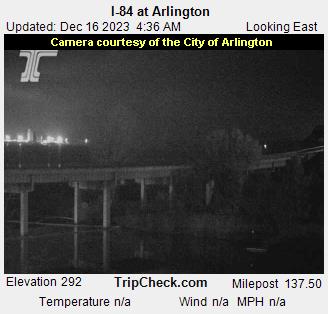 I-84 at Arlington
Updated: Dec 16 2023 4:36 AM Looking East
Camera courtesy of the City of Arlington
Elevation 292 TripCheck.com Milepost 137.50
Temperature n/a Wind n/a MPH n/a